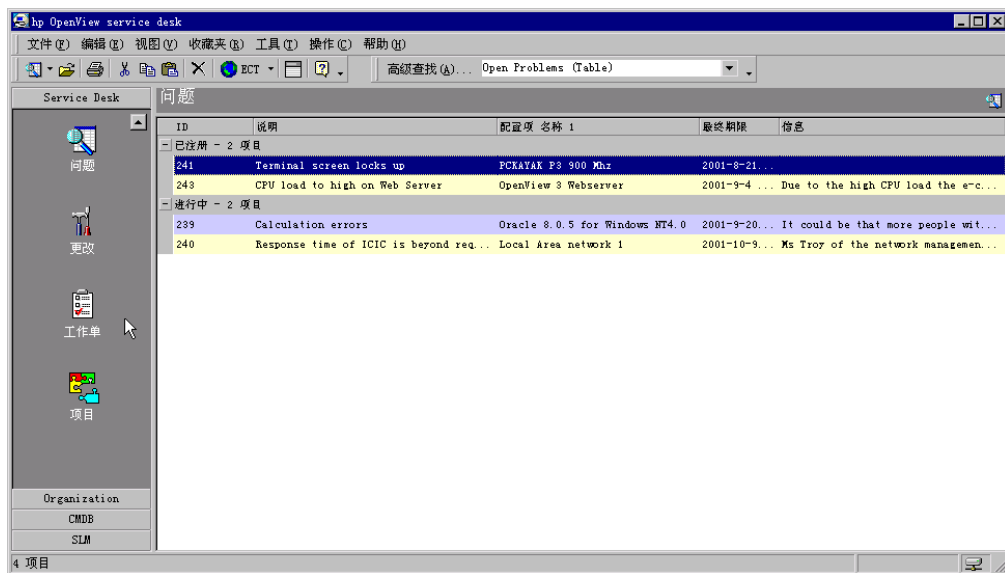 hp OpenView service desk
文件(F) 编辑(E) 视图(V) 收藏夹(R) 工具(T) 操作(C) 帮助(H)
ECT 高级查找(A)... Open Problems (Table)
Service Desk
问题
ID 说明 配置项 名称 1 最终期限 信息
已注册 - 2 项目
241 Terminal screen locks up PCKAYAK P3 900 Mhz 2001-8-21...
243 CPU load to high on Web Server OpenView 3 Webserver 2001-9-4 ... Due to the high CPU load the e-c...
进行中 - 2 项目
239 Calculation errors Oracle 8.0.5 for Windows NT4.0 2001-9-20... It could be that more people wit...
240 Response time of ICIC is beyond req... Local Area network 1 2001-10-9... Ms Troy of the network managemen...
问题
更改
工作单
项目
Organization
CMDB
SLM
4 项目